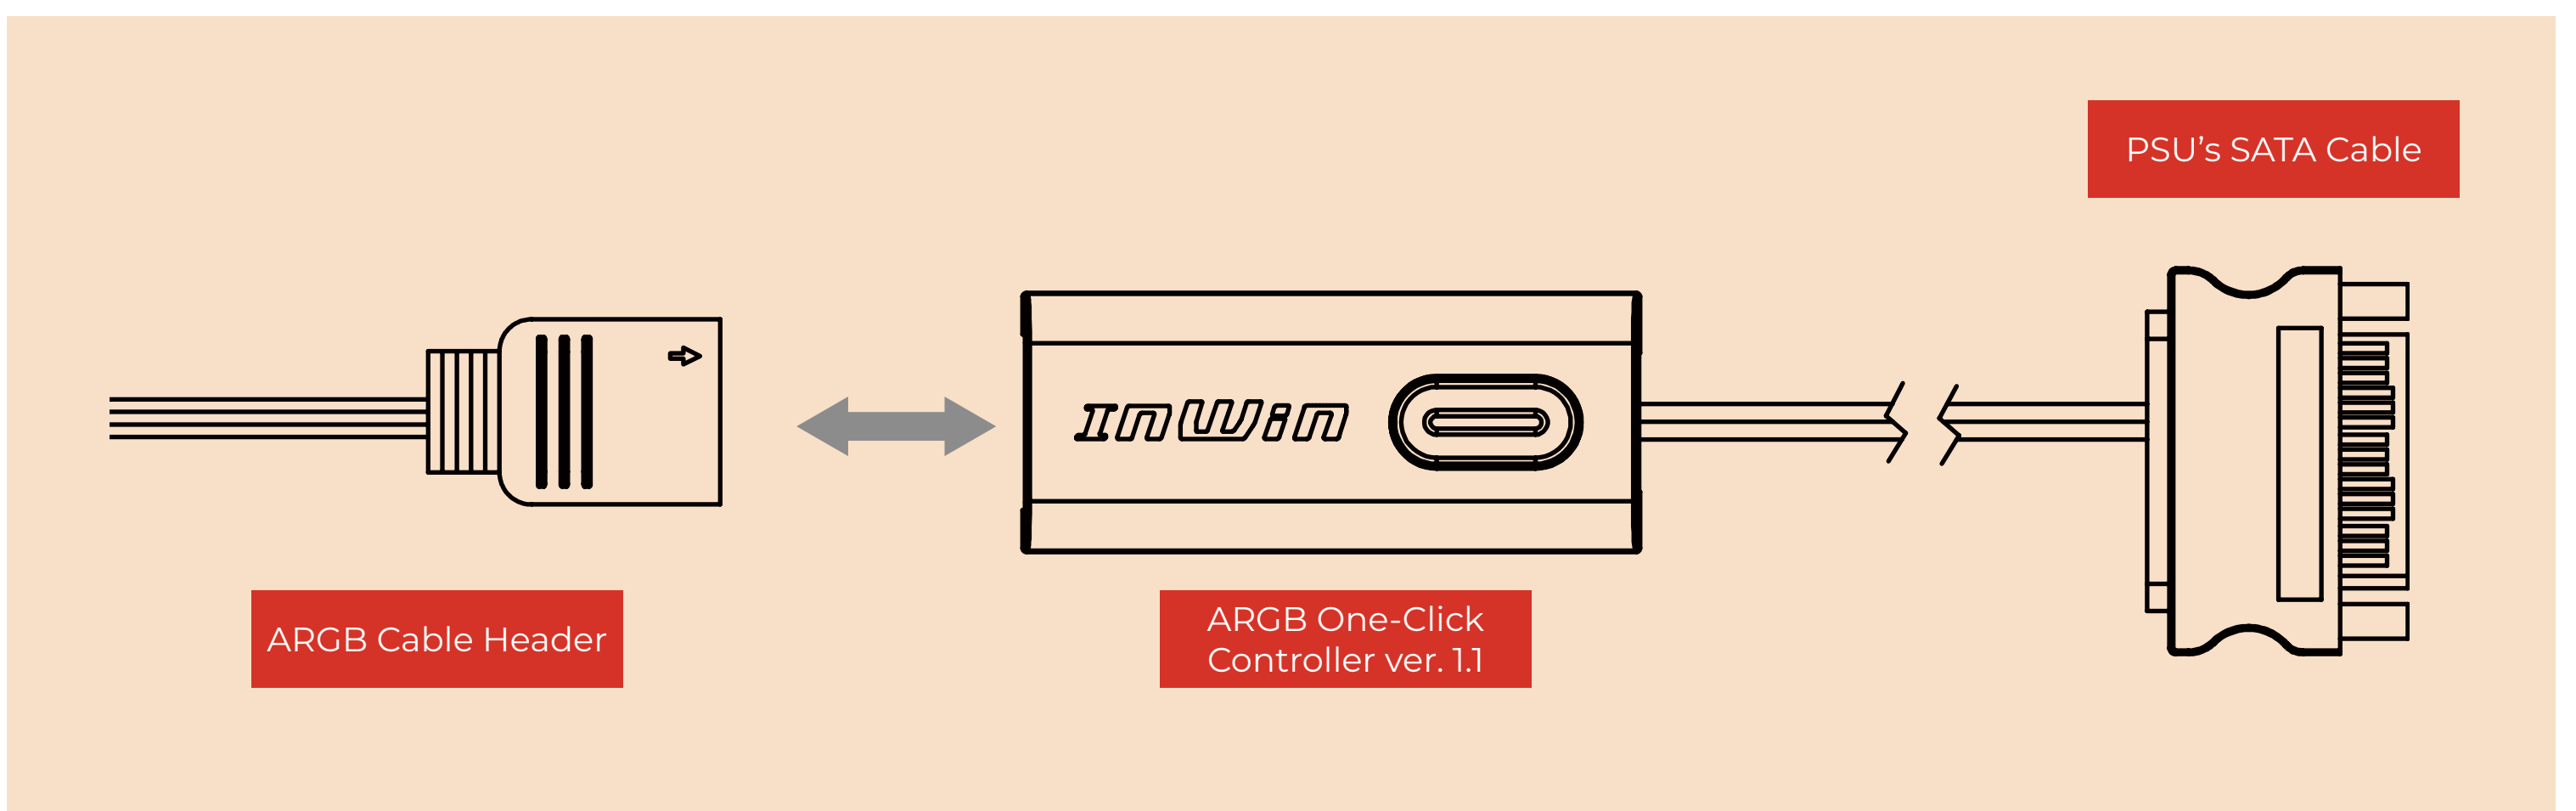 PSU’s SATA Cable
InWin
ARGB Cable Header
ARGB One-Click
Controller ver. 1.1